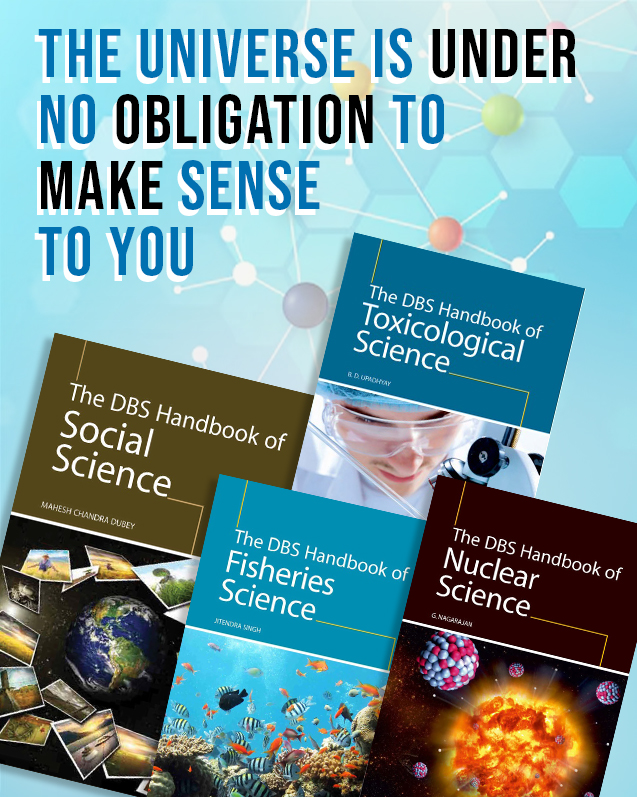 THE UNIVERSE IS UNDER
NO OBLIGATION TO
MAKE SENSE
TO YOU
The DBS Handbook of
Toxicological
Science
B. D. UPADHYAY
The DBS Handbook of
Social
Science
MAHESH CHANDRA DUBEY
The DBS Handbook of
Fisheries
Science
JITENDRA SINGH
The DBS Handbook of
Nuclear
Science
G. NAGARAJAN